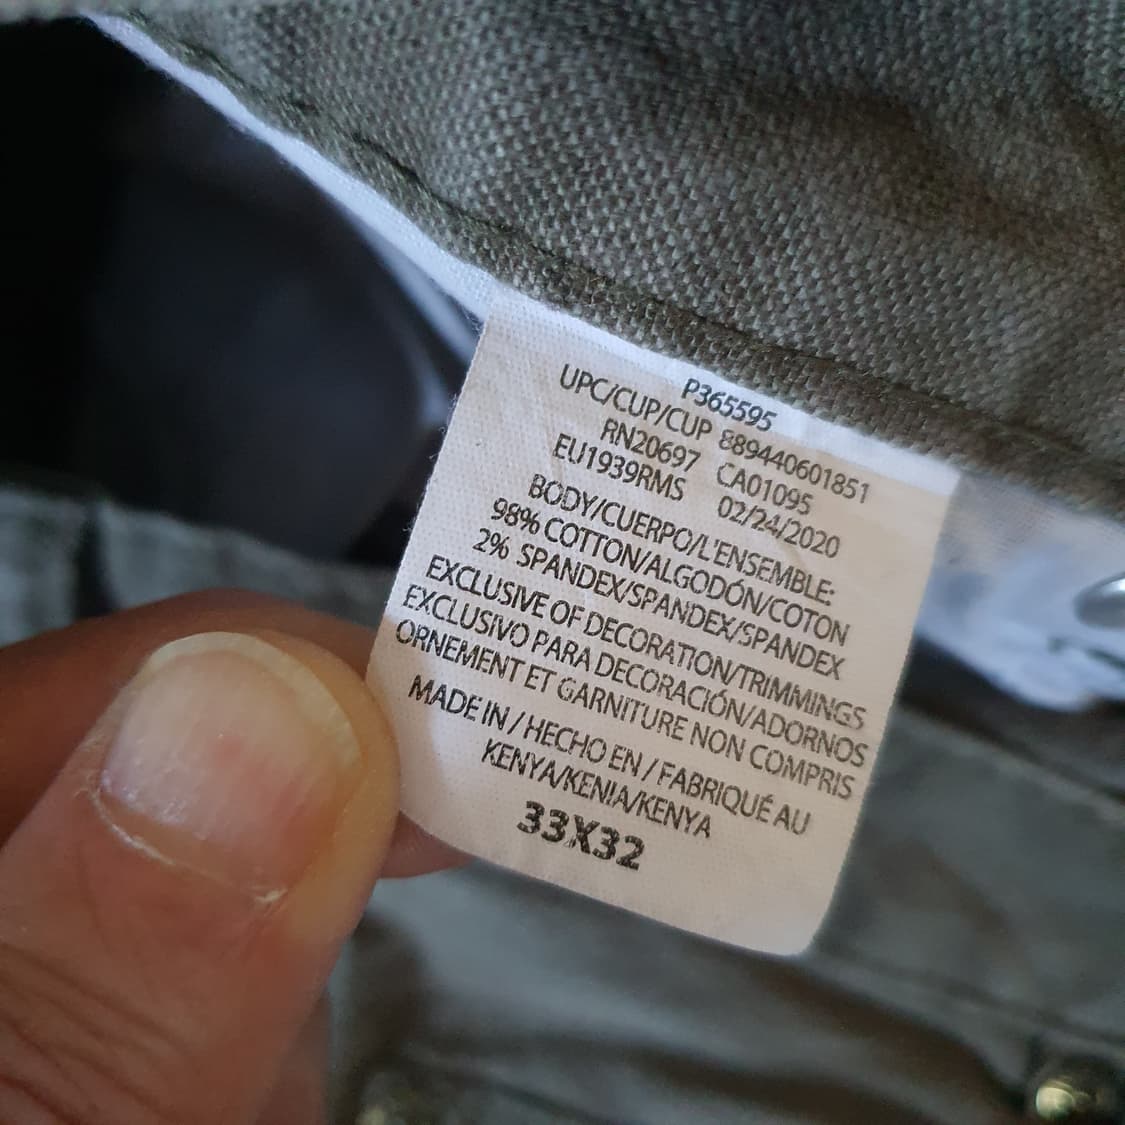 P365595
UPC/CUP/CUP 889440601851
RN20697 CA01095
EU1939RMS 02/24/2020
BODY/CUERPO/L'ENSEMBLE:
98% COTTON/ALGODÓN/COTON
2% SPANDEX/SPANDEX/SPANDEX
EXCLUSIVE OF DECORATION/TRIMMINGS
EXCLUSIVO PARA DECORACIÓN/ADORNOS
ORNEMENT ET GARNITURE NON COMPRIS
MADE IN / HECHO EN / FABRIQUÉ AU
KENYA/KENIA/KENYA
33X32